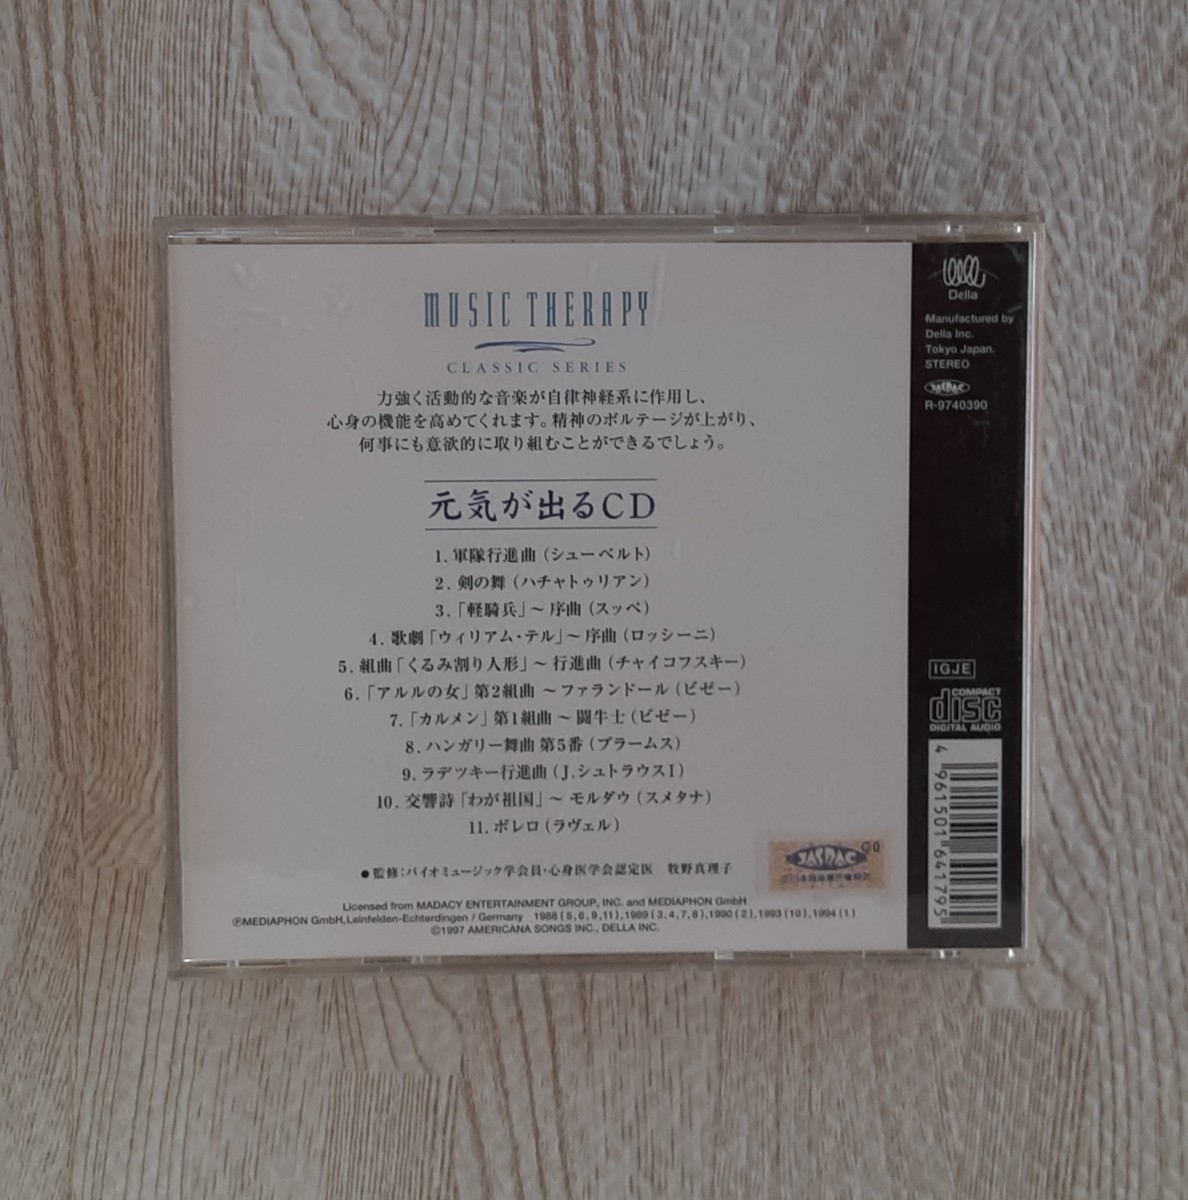 MUSIC THERAPY
CLASSIC SERIES
力強く活動的な音楽が自律神経系に作用し、
心身の機能を高めてくれます。精神のボルテージが上がり、
何事にも意欲的に取り組むことができるでしょう。
元気が出るCD
1. 軍隊行進曲（シューベルト）
2. 剣の舞（ハチャトゥリアン）
3.「軽騎兵」〜 序曲（スッペ）
4. 歌劇「ウィリアム・テル」〜 序曲（ロッシーニ）
5. 組曲「くるみ割り人形」〜 行進曲（チャイコフスキー）
6.「アルルの女」第2組曲 〜 ファランドール（ビゼー）
7.「カルメン」第1組曲 〜 闘牛士（ビゼー）
8. ハンガリー舞曲 第5番（ブラームス）
9. ラデツキー行進曲（J.シュトラウスI）
10. 交響詩「わが祖国」〜 モルダウ（スメタナ）
11. ボレロ（ラヴェル）
●監修：バイオミュージック学会員・心身医学会認定医 牧野真理子
Licensed from MADACY ENTERTAINMENT GROUP, INC. and MEDIAPHON GmbH
ⓅMEDIAPHON GmbH,Leinfelden-Echterdingen / Germany 1988 (5, 6, 9, 11), 1989 (3, 4, 7, 8), 1990 (2), 1993 (10), 1994 (1)
©1997 AMERICANA SONGS INC., DELLA INC.
JASRAC
Della
Manufactured by
Della Inc.
Tokyo Japan.
STEREO
JASRAC
R-9740390
IGJE
COMPACT
disc
DIGITAL AUDIO
4 961501 641795